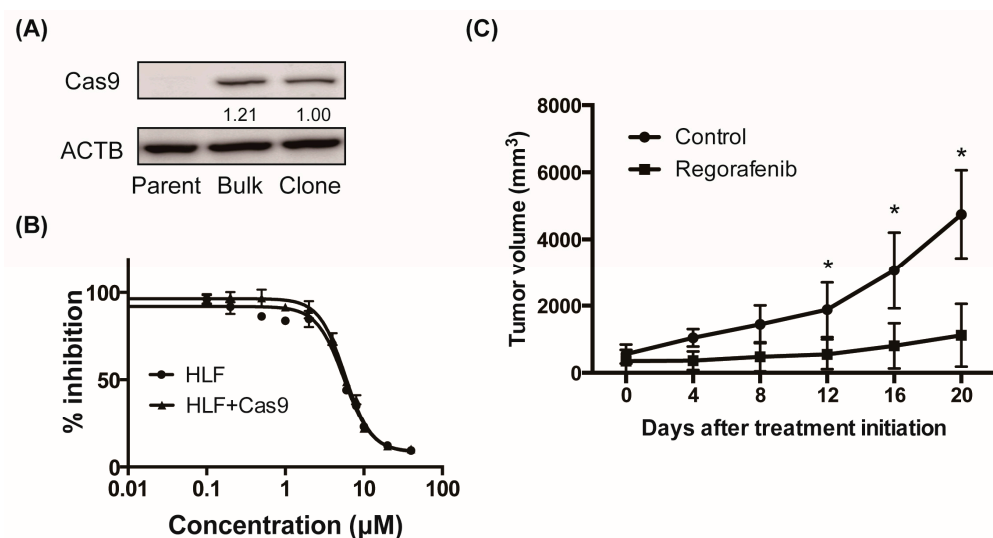 (A)
Cas9
1.21 1.00
ACTB
Parent Bulk Clone
(B)
% inhibition
100
50
0
HLF
HLF+Cas9
0.01 0.1 1 10 100
Concentration (µM)
(C)
Tumor volume (mm³)
8000
6000
4000
2000
0
Control
Regorafenib
*
*
*
0 4 8 12 16 20
Days after treatment initiation